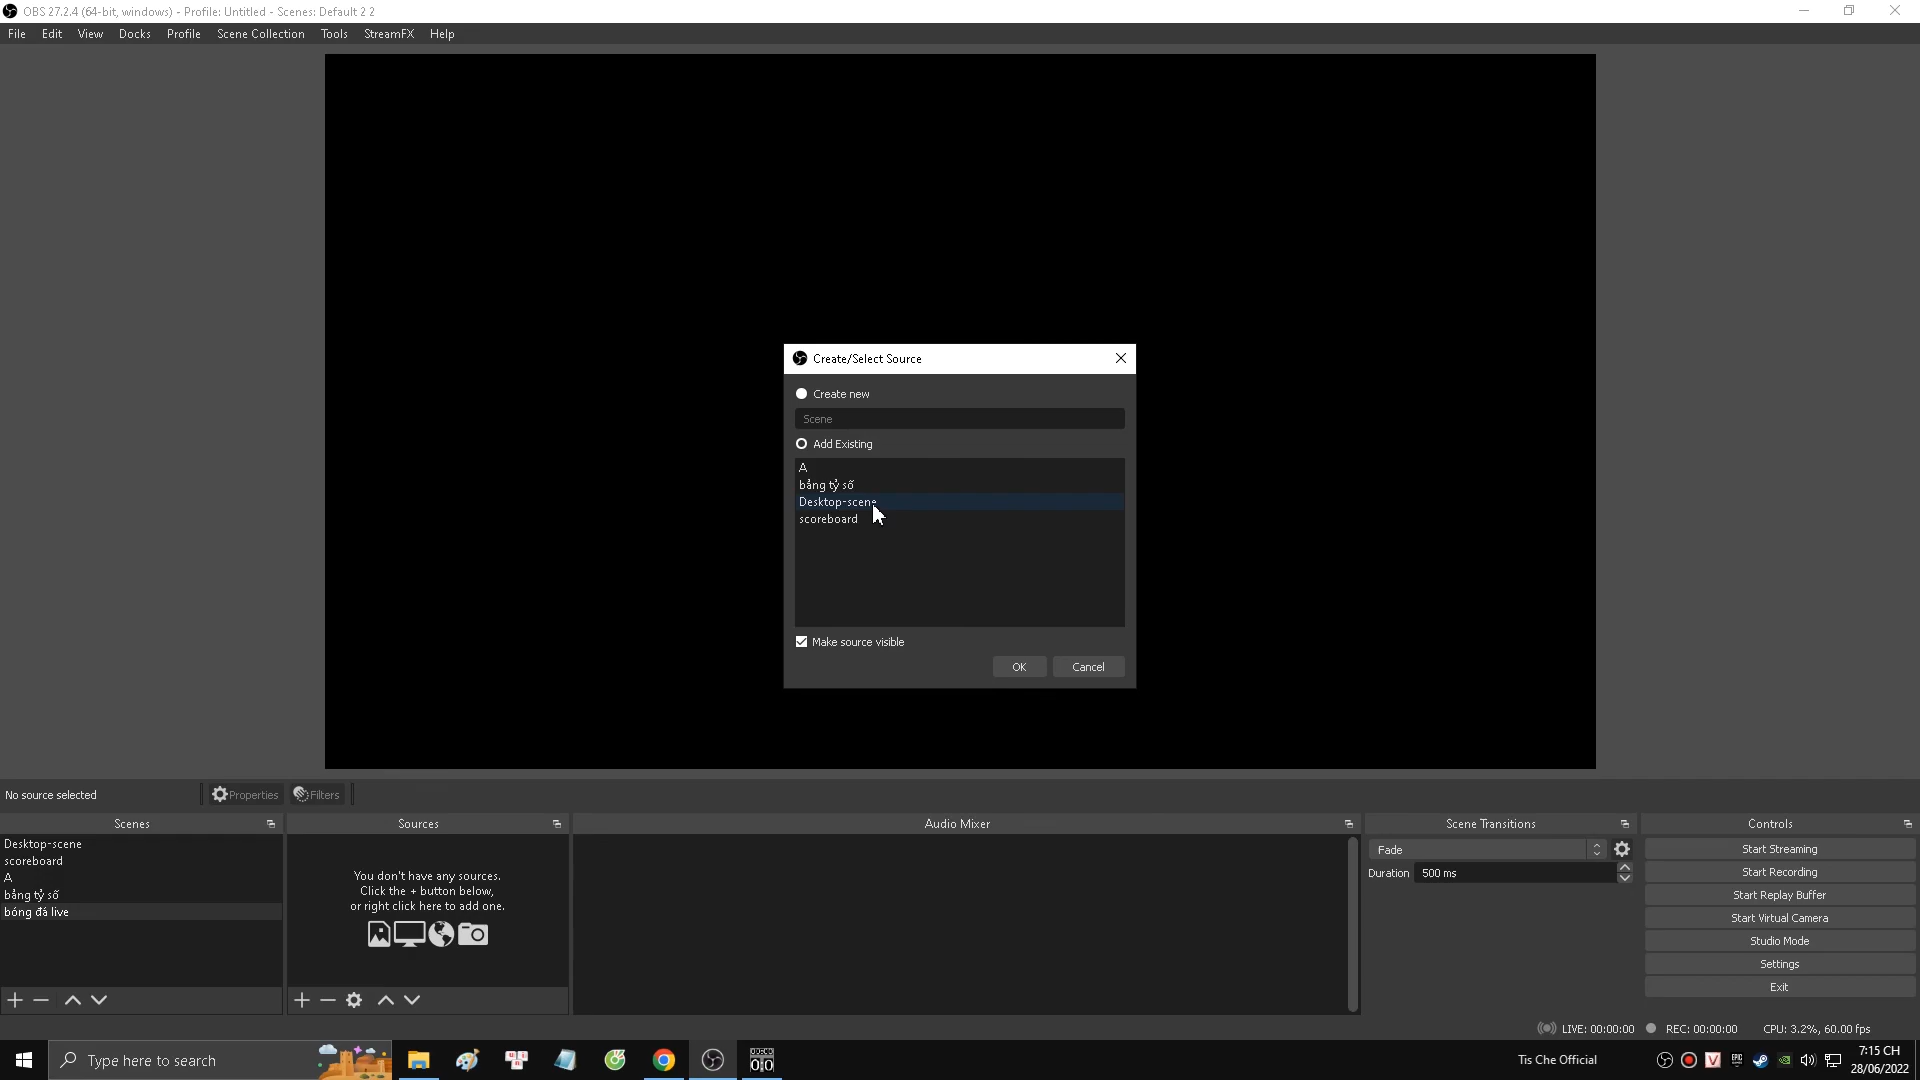 OBS 27.2.4 (64-bit, windows) - Profile: Untitled - Scenes: Default 2 2
File Edit View Docks Profile Scene Collection Tools StreamFX Help
Create/Select Source
Create new
Scene
Add Existing
A
bảng tỷ số
Desktop-scene
scoreboard
Make source visible
OK Cancel
No source selected Properties Filters
Scenes Sources Audio Mixer Scene Transitions Controls
Desktop-scene
scoreboard
A
bảng tỷ số
bóng đá live
You don't have any sources.
Click the + button below,
or right click here to add one.
Fade
Duration 500 ms
Start Streaming
Start Recording
Start Replay Buffer
Start Virtual Camera
Studio Mode
Settings
Exit
LIVE: 00:00:00 REC: 00:00:00 CPU: 3.2%, 60.00 fps
Type here to search
Tis Che Official
7:15 CH
28/06/2022